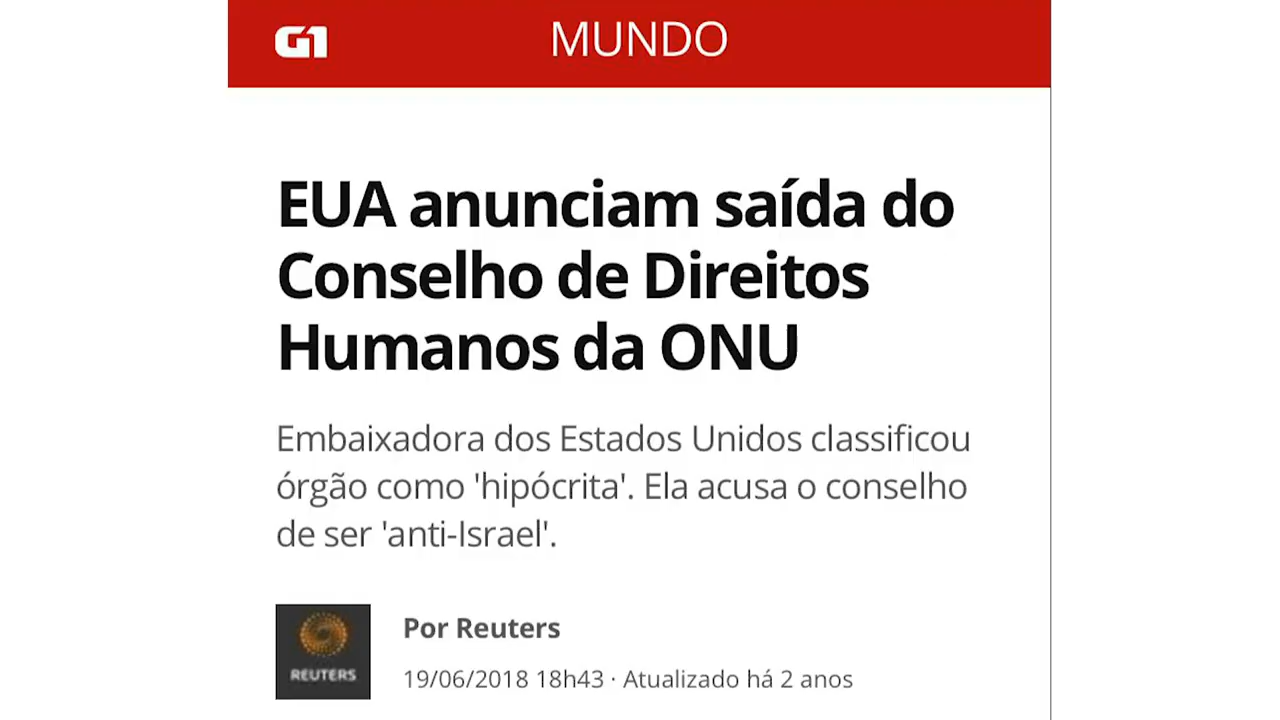 G1 MUNDO
EUA anunciam saída do
Conselho de Direitos
Humanos da ONU
Embaixadora dos Estados Unidos classificou
órgão como 'hipócrita'. Ela acusa o conselho
de ser 'anti-Israel'.
Por Reuters
REUTERS
19/06/2018 18h43 · Atualizado há 2 anos